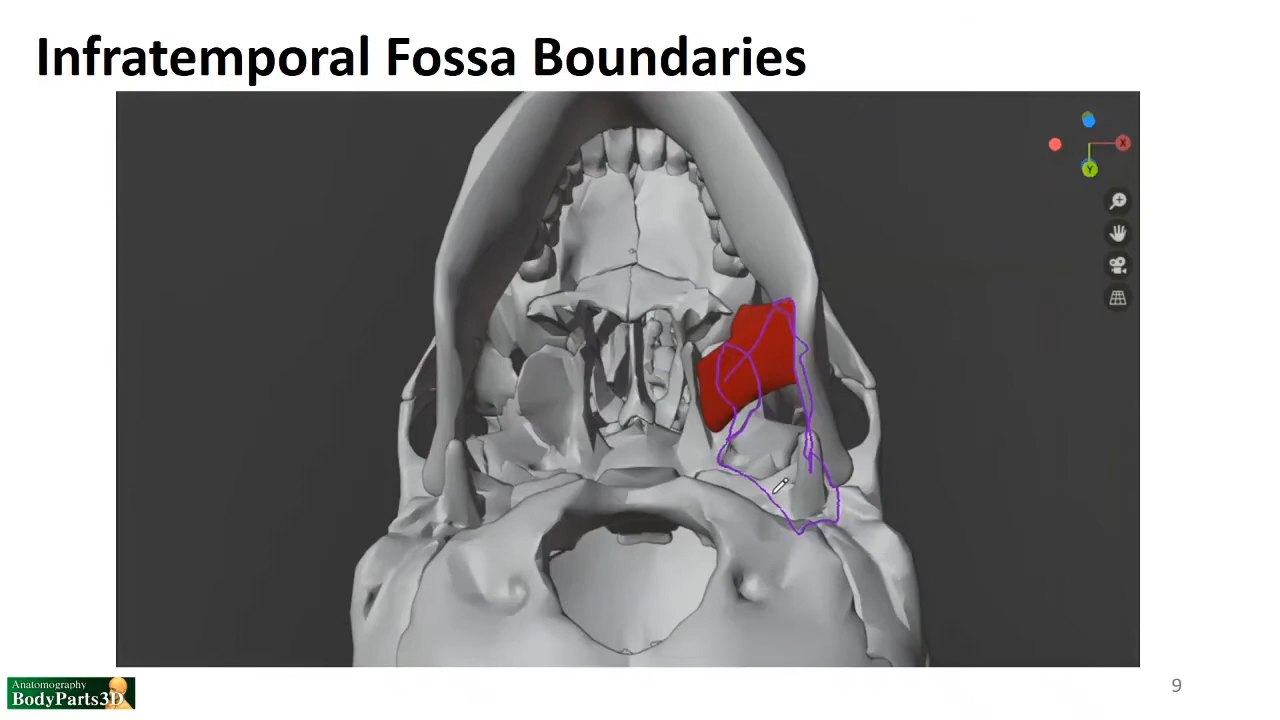 Infratemporal Fossa Boundaries
X
Y
Anatomography
BodyParts3D
9